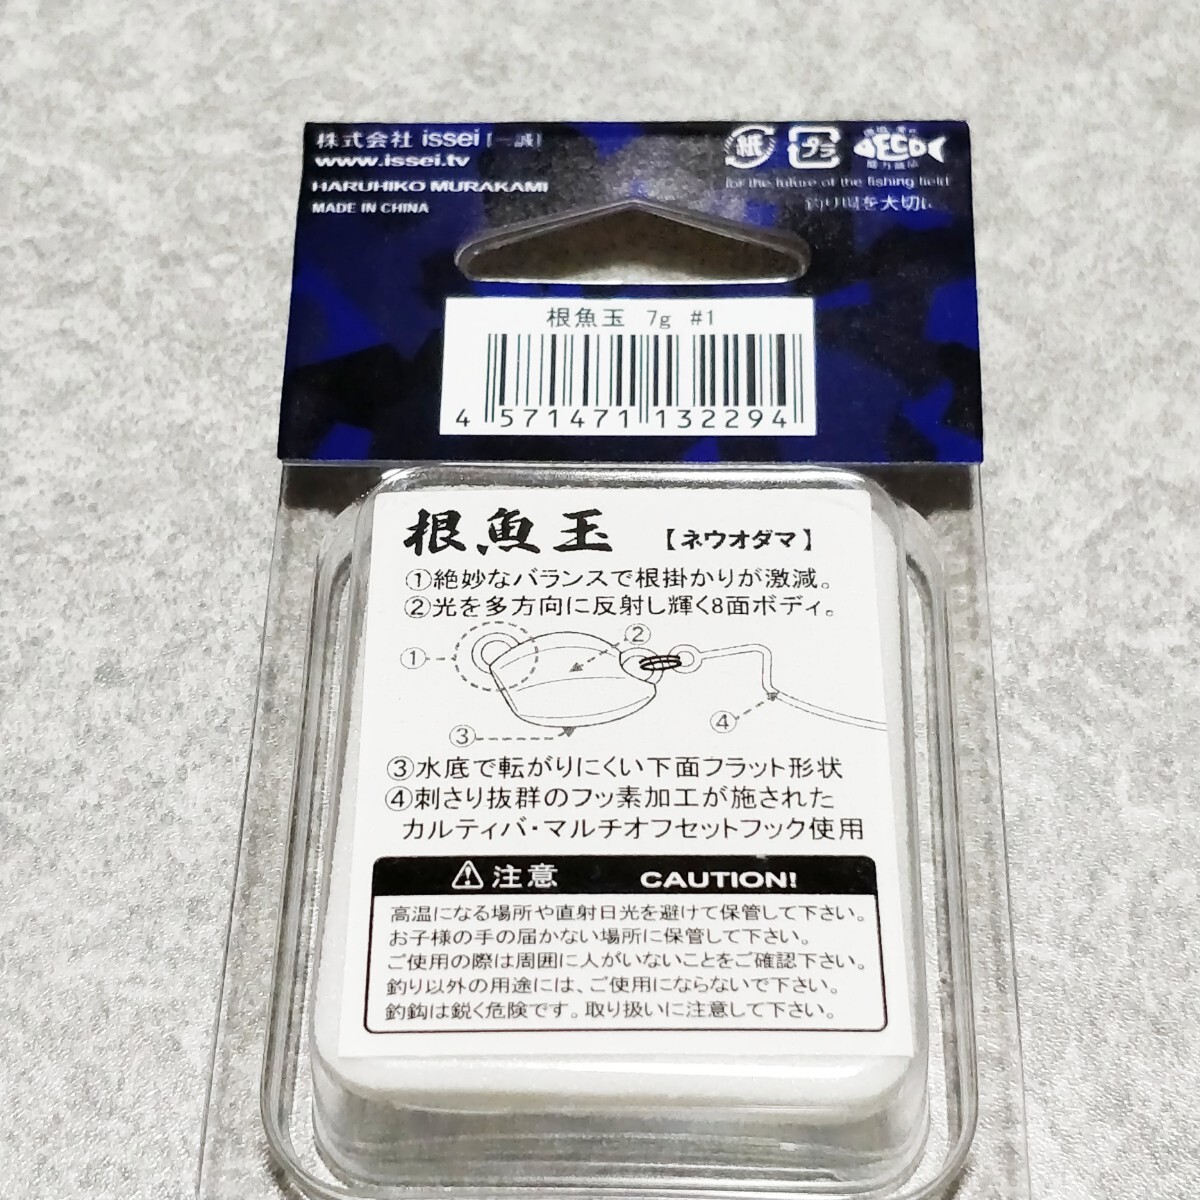 株式会社 issei [一誠]
www.issei.tv
HARUHIKO MURAKAMI
MADE IN CHINA
紙
プラ
ECO
for the future of the fishing field
釣り場を大切に
根魚玉 7g #1
4 571471 132294
根魚玉 【ネウオダマ】
①絶妙なバランスで根掛かりが激減。
②光を多方向に反射し輝く8面ボディ。
①
②
③
④
③水底で転がりにくい下面フラット形状
④刺さり抜群のフッ素加工が施された
カルティバ・マルチオフセットフック使用
⚠注意 CAUTION!
高温になる場所や直射日光を避けて保管して下さい。
お子様の手の届かない場所に保管して下さい。
ご使用の際は周囲に人がいないことをご確認下さい。
釣り以外の用途には、ご使用にならないで下さい。
釣鈎は鋭く危険です。取り扱いに注意して下さい。